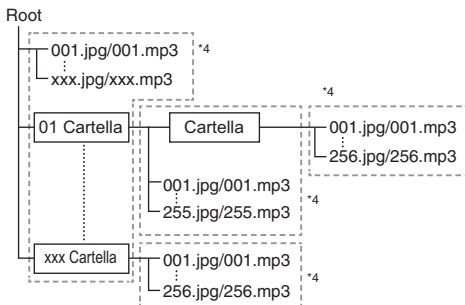 Root
001.jpg/001.mp3
*4
xxx.jpg/xxx.mp3
*4
01 Cartella
Cartella
001.jpg/001.mp3
256.jpg/256.mp3
001.jpg/001.mp3
*4
255.jpg/255.mp3
xxx Cartella
001.jpg/001.mp3
*4
256.jpg/256.mp3